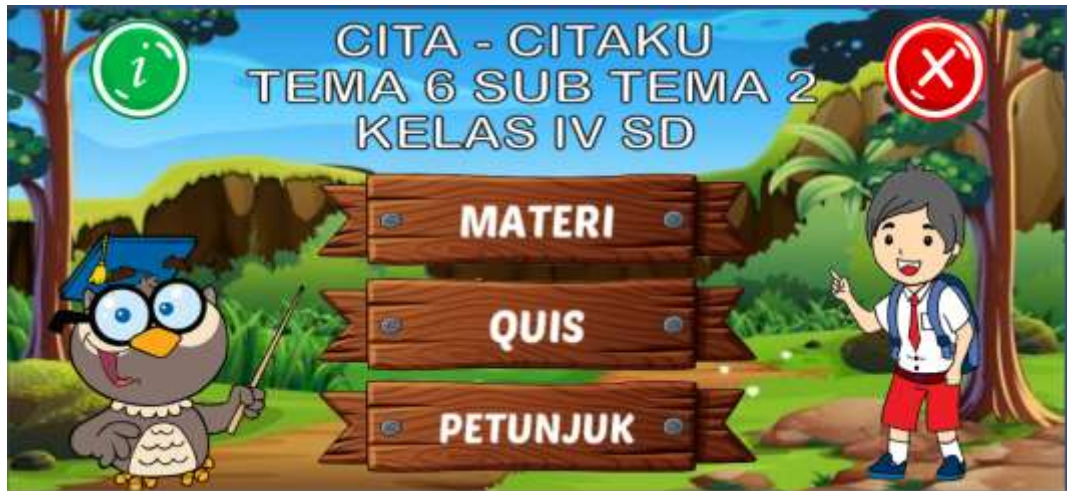 CITA - CITAKU
TEMA 6 SUB TEMA 2
KELAS IV SD
i
X
MATERI
QUIS
PETUNJUK